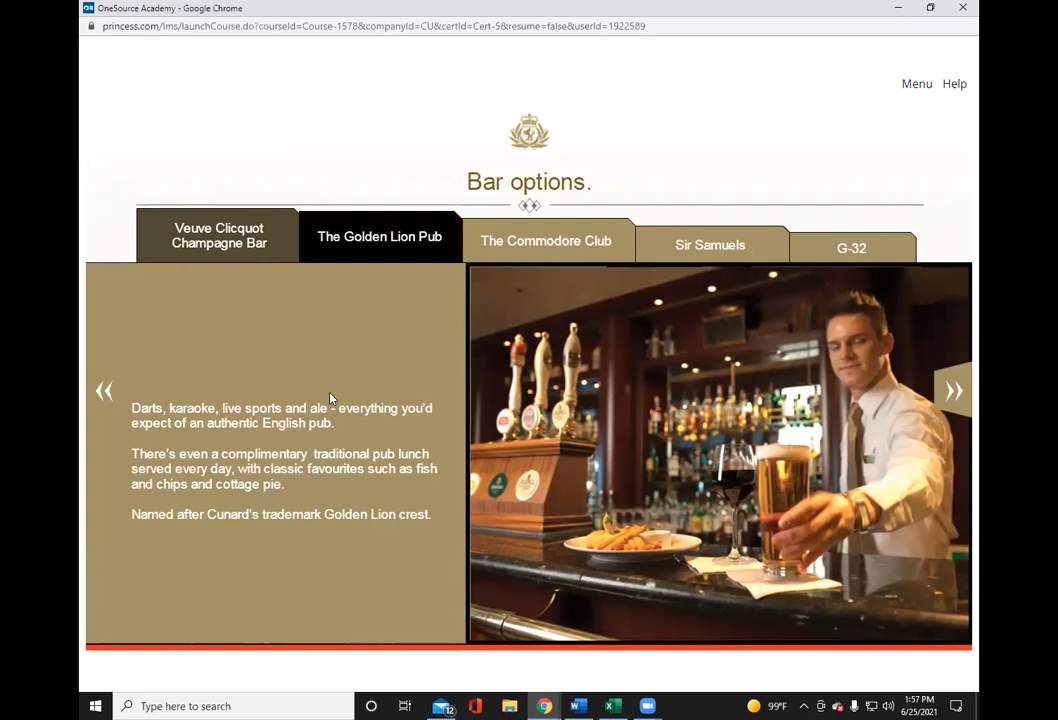 OneSource Academy - Google Chrome
princess.com/lms/launchCourse.do?courseId=Course-1578&companyId=CU&certId=Cert-5&resume=false&userId=1922589
Menu Help
Bar options.
Veuve Clicquot
Champagne Bar
The Golden Lion Pub
The Commodore Club
Sir Samuels
G-32
Darts, karaoke, live sports and ale - everything you'd
expect of an authentic English pub.
There's even a complimentary traditional pub lunch
served every day, with classic favourites such as fish
and chips and cottage pie.
Named after Cunard's trademark Golden Lion crest.
Type here to search
12
99°F
1:57 PM
6/25/2021